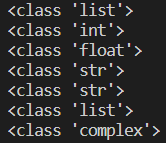 <class 'list'>
<class 'int'>
<class 'float'>
<class 'str'>
<class 'str'>
<class 'list'>
<class 'complex'>